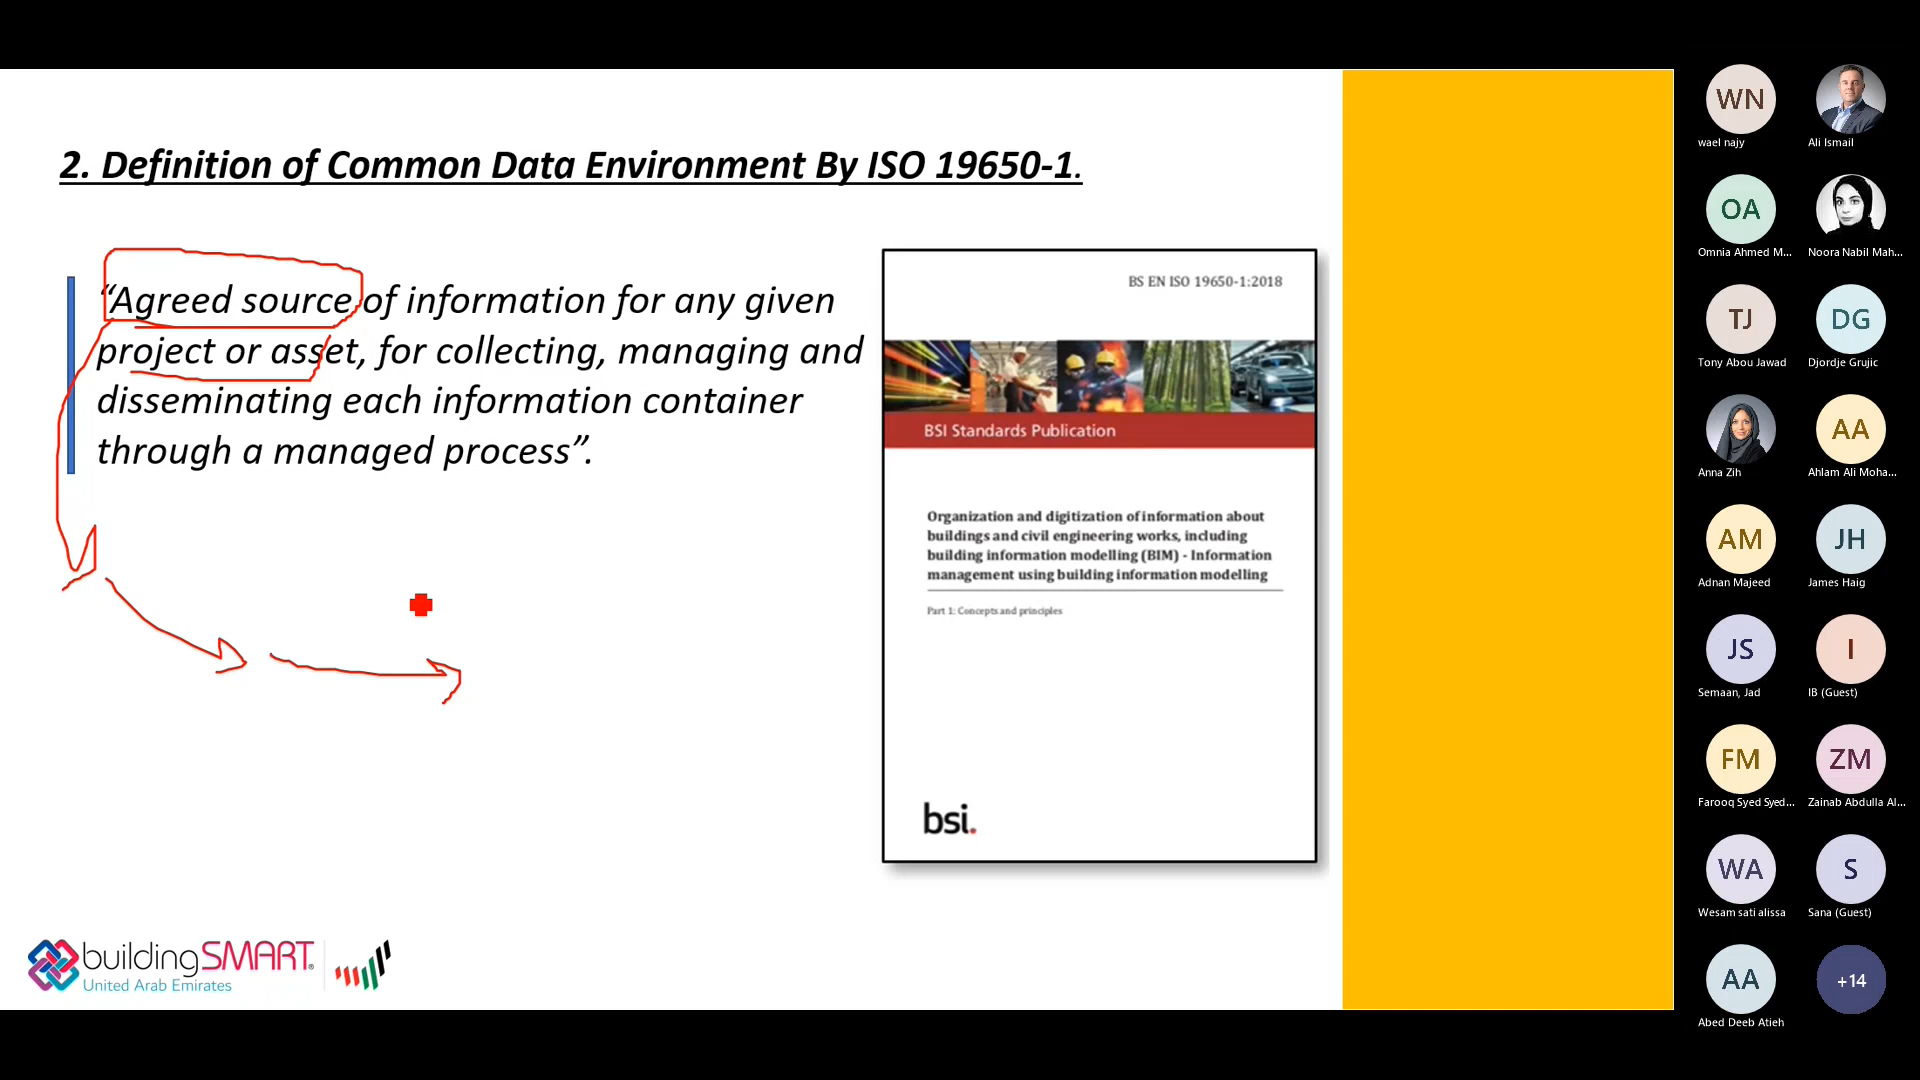 2. Definition of Common Data Environment By ISO 19650-1.
“Agreed source of information for any given
project or asset, for collecting, managing and
disseminating each information container
through a managed process”.
BS EN ISO 19650-1:2018
BSI Standards Publication
Organization and digitization of information about
buildings and civil engineering works, including
building information modelling (BIM) - Information
management using building information modelling
Part 1: Concepts and principles
bsi.
buildingSMART®
United Arab Emirates
WN
wael najy
Ali Ismail
OA
Omnia Ahmed M...
Noora Nabil Mah...
TJ
Tony Abou Jawad
DG
Djordje Grujic
Anna Zih
AA
Ahlam Ali Moha...
AM
Adnan Majeed
JH
James Haig
JS
Semaan, Jad
I
IB (Guest)
FM
Farooq Syed Syed...
ZM
Zainab Abdulla Al...
WA
Wesam sati alissa
S
Sana (Guest)
AA
Abed Deeb Atieh
+14